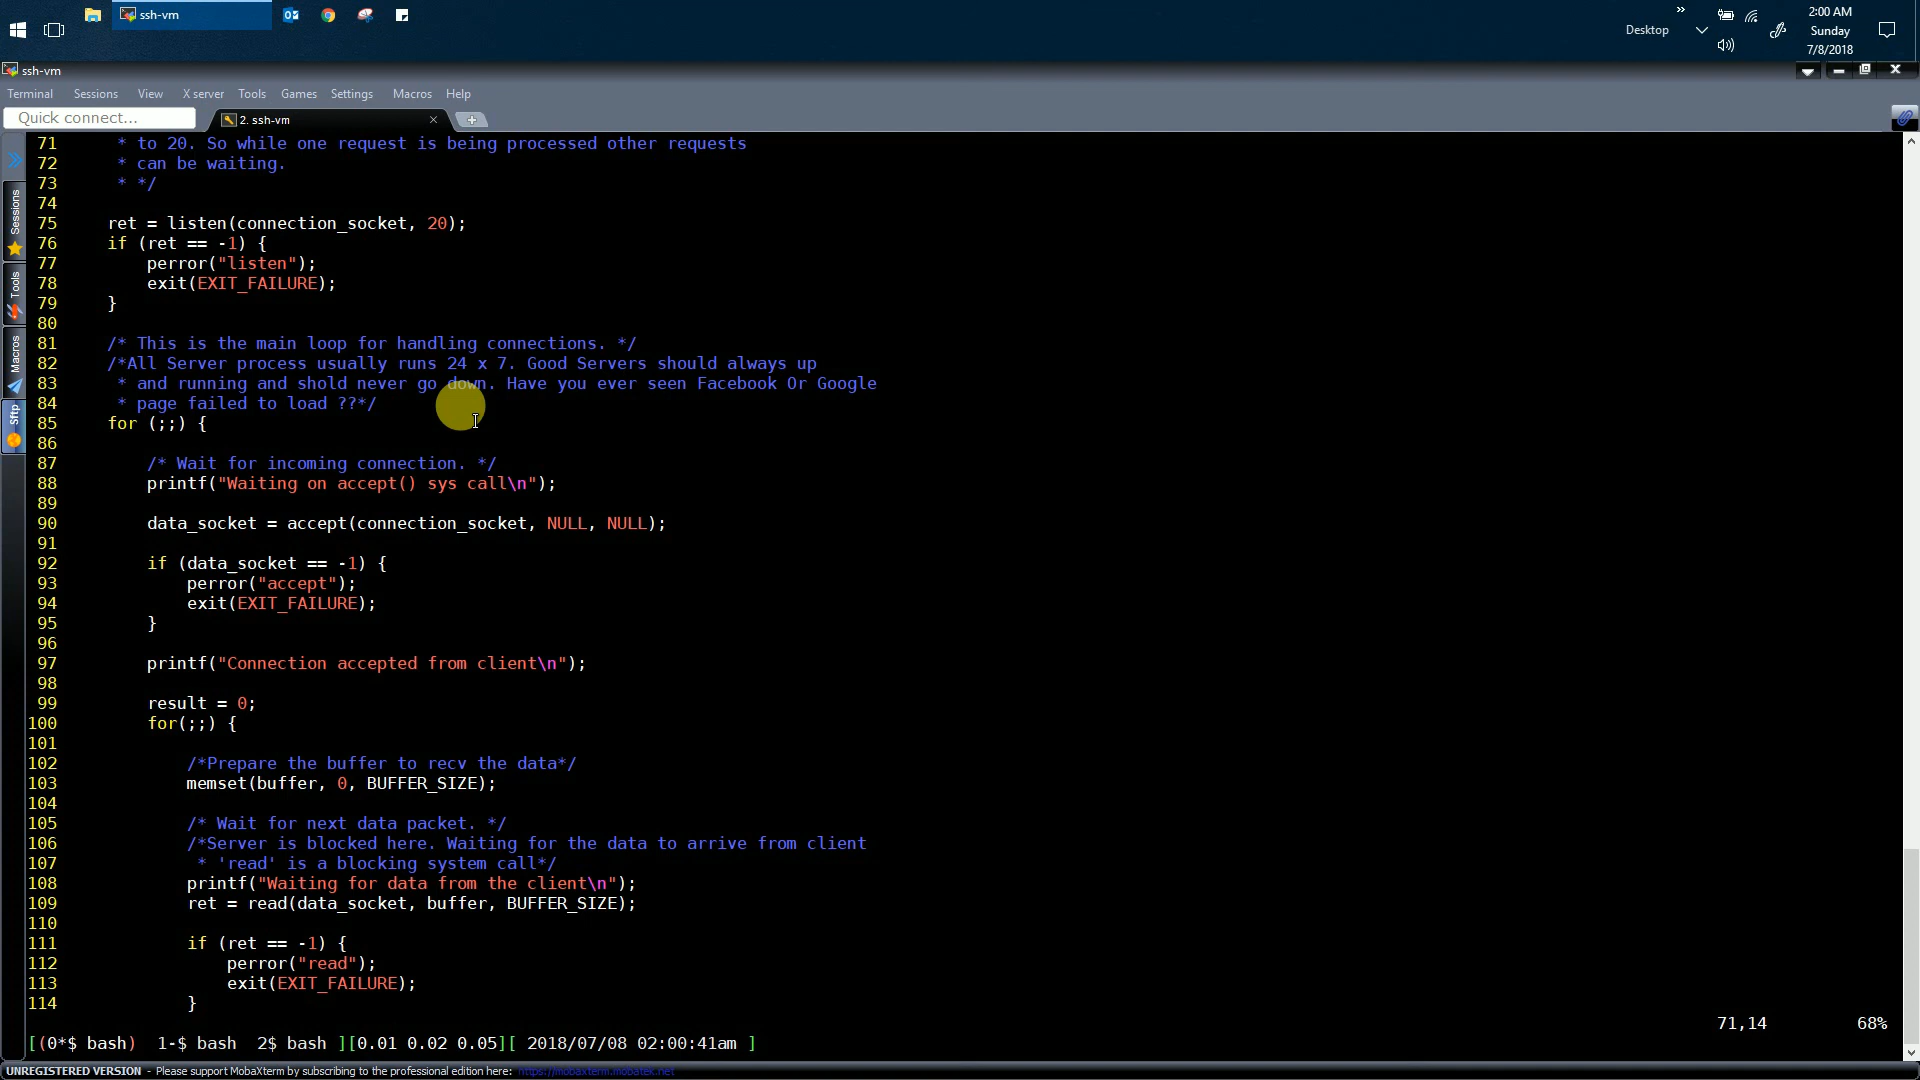 ssh-vm
Desktop
»
2:00 AM
Sunday
7/8/2018
ssh-vm
Terminal Sessions View X server Tools Games Settings Macros Help
Quick connect...
2. ssh-vm
Sessions
Tools
Macros
Sftp
71 * to 20. So while one request is being processed other requests
72 * can be waiting.
73 * */
74
75 ret = listen(connection_socket, 20);
76 if (ret == -1) {
77 perror("listen");
78 exit(EXIT_FAILURE);
79 }
80
81 /* This is the main loop for handling connections. */
82 /*All Server process usually runs 24 x 7. Good Servers should always up
83 * and running and shold never go down. Have you ever seen Facebook Or Google
84 * page failed to load ??*/
85 for (;;) {
86
87 /* Wait for incoming connection. */
88 printf("Waiting on accept() sys call\n");
89
90 data_socket = accept(connection_socket, NULL, NULL);
91
92 if (data_socket == -1) {
93 perror("accept");
94 exit(EXIT_FAILURE);
95 }
96
97 printf("Connection accepted from client\n");
98
99 result = 0;
100 for(;;) {
101
102 /*Prepare the buffer to recv the data*/
103 memset(buffer, 0, BUFFER_SIZE);
104
105 /* Wait for next data packet. */
106 /*Server is blocked here. Waiting for the data to arrive from client
107 * 'read' is a blocking system call*/
108 printf("Waiting for data from the client\n");
109 ret = read(data_socket, buffer, BUFFER_SIZE);
110
111 if (ret == -1) {
112 perror("read");
113 exit(EXIT_FAILURE);
114 }
71,14 68%
[(0*$ bash) 1-$ bash 2$ bash ][0.01 0.02 0.05][ 2018/07/08 02:00:41am ]
UNREGISTERED VERSION - Please support MobaXterm by subscribing to the professional edition here: https://mobaxterm.mobatek.net